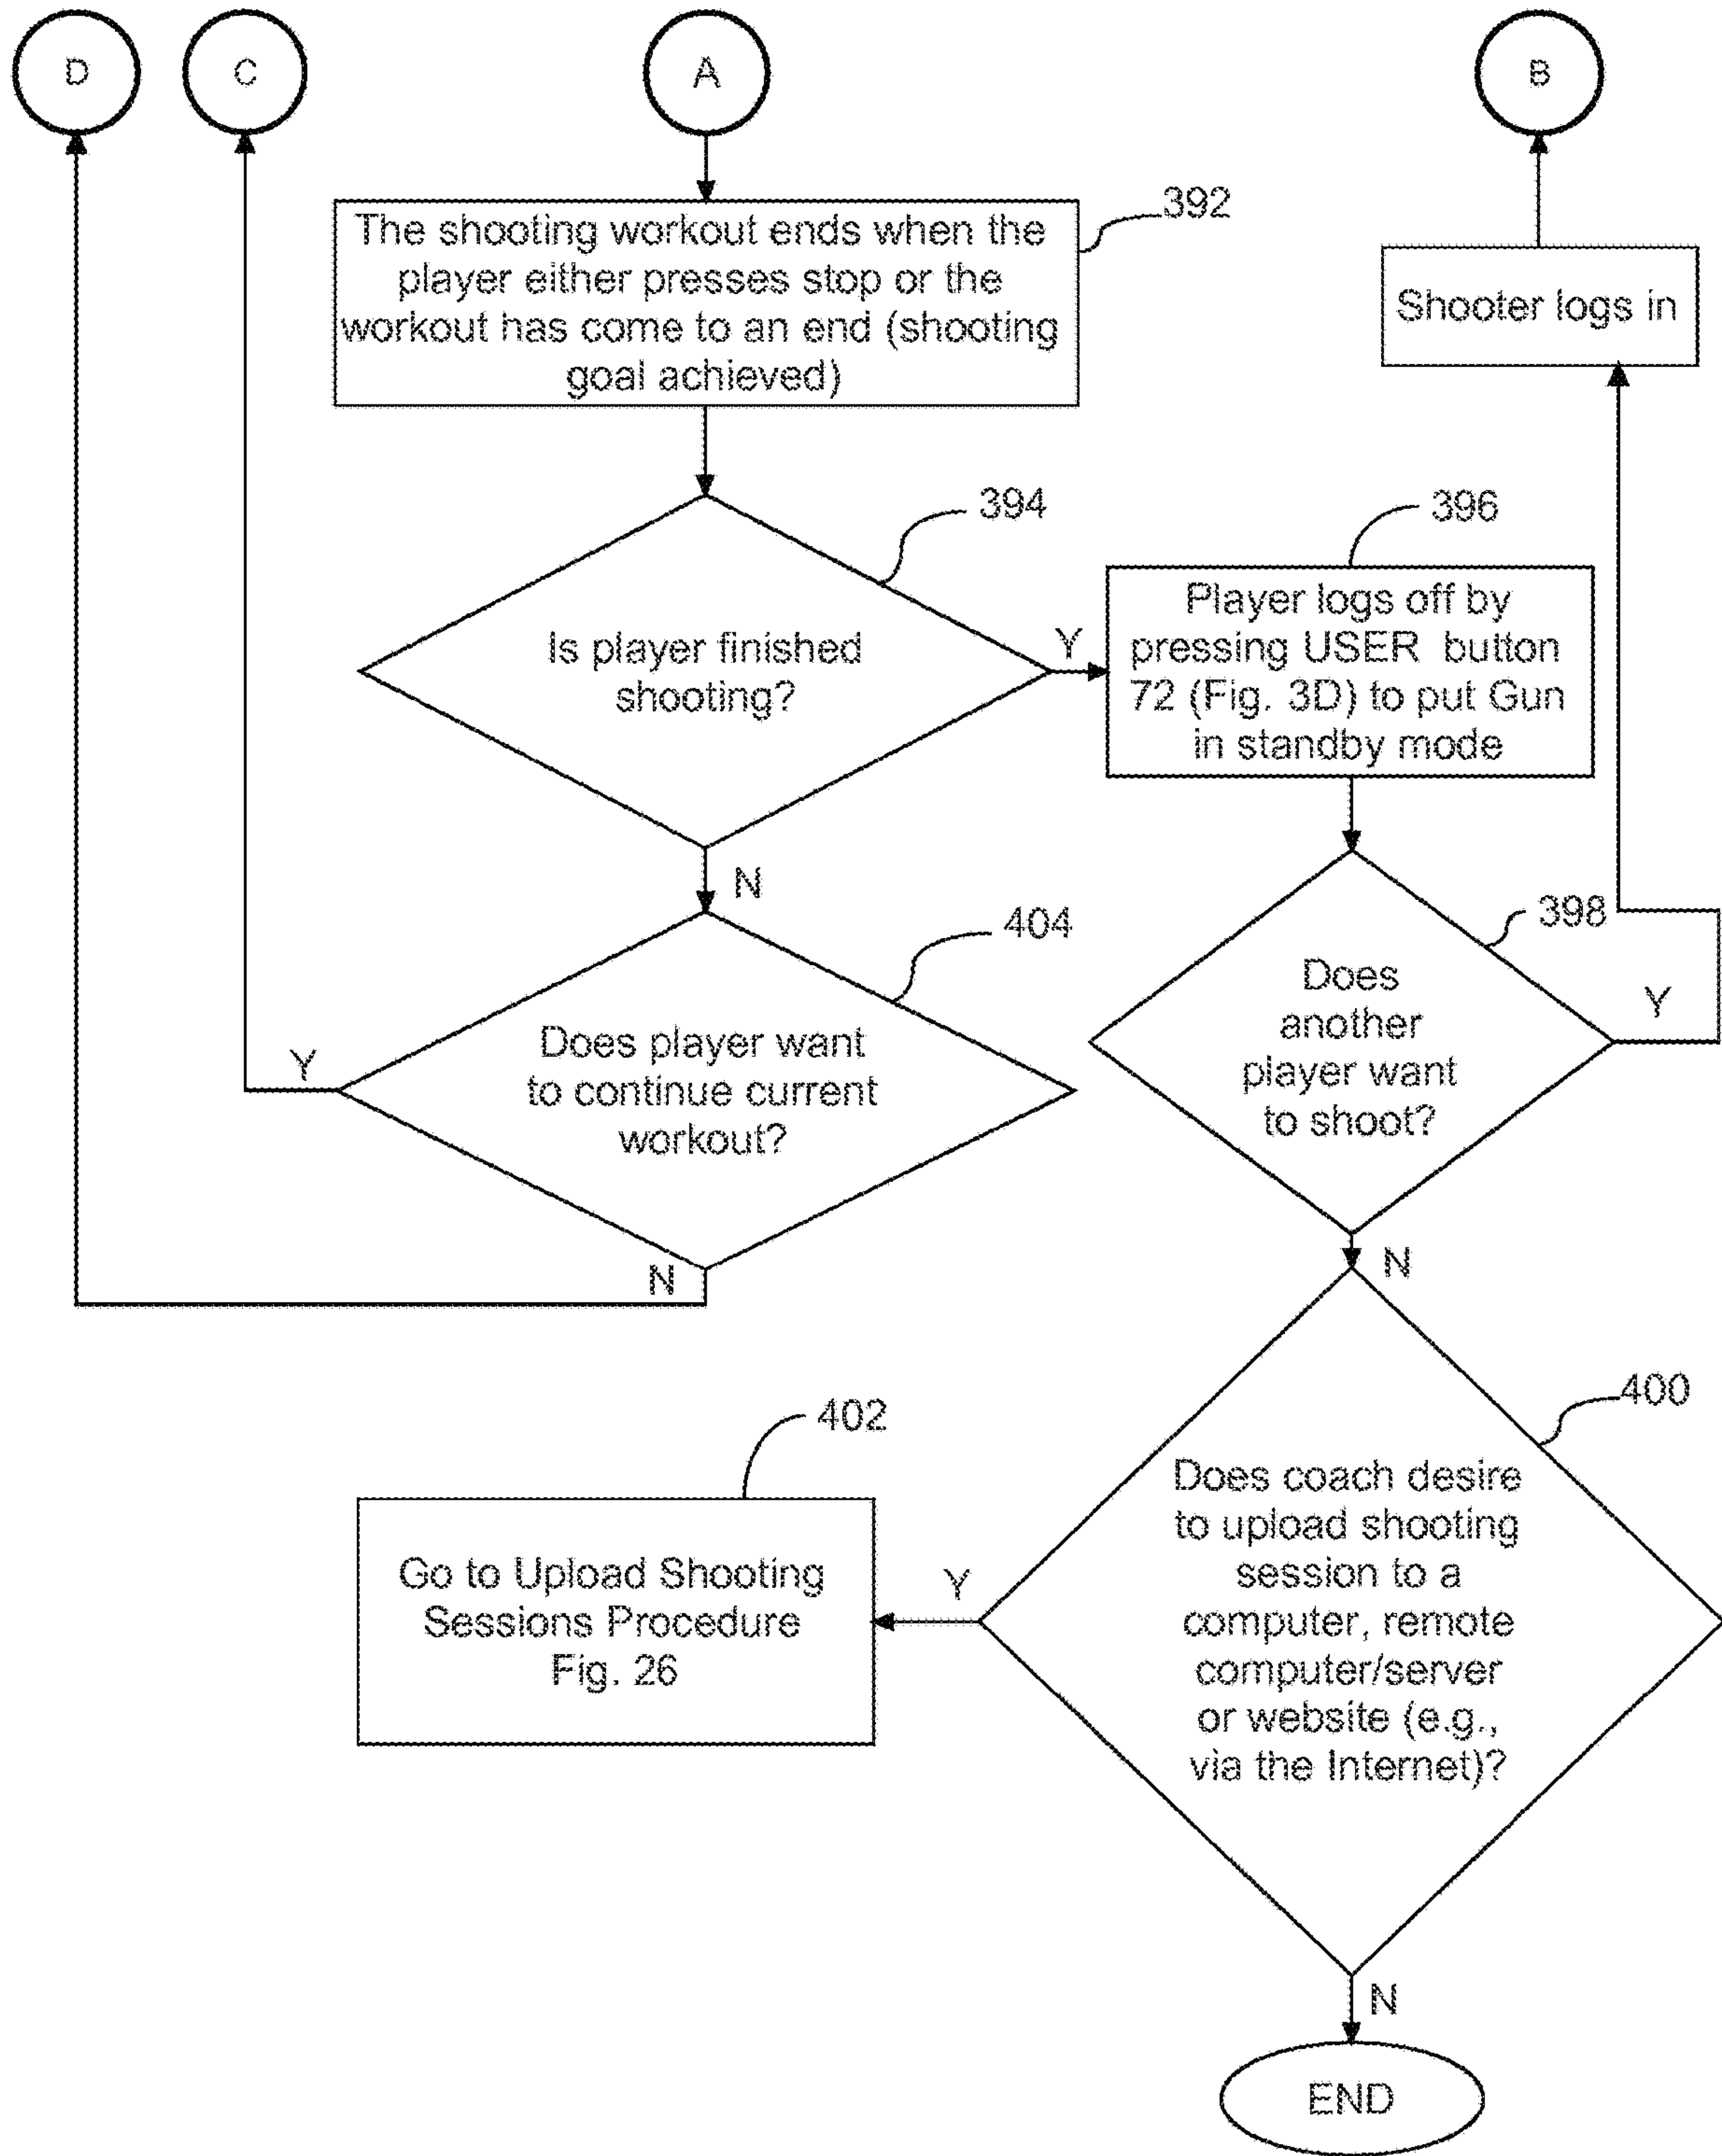 D
C
A
B
392
The shooting workout ends when the
player either presses stop or the
workout has come to an end (shooting
goal achieved)
Shooter logs in
394
Is player finished
shooting?
Y
396
Player logs off by
pressing USER button
72 (Fig. 3D) to put Gun
in standby mode
N
404
Does player want
to continue current
workout?
Y
N
398
Does
another
player want
to shoot?
Y
N
400
Does coach desire
to upload shooting
session to a
computer, remote
computer/server
or website (e.g.,
via the Internet)?
Y
402
Go to Upload Shooting
Sessions Procedure
Fig. 26
N
END